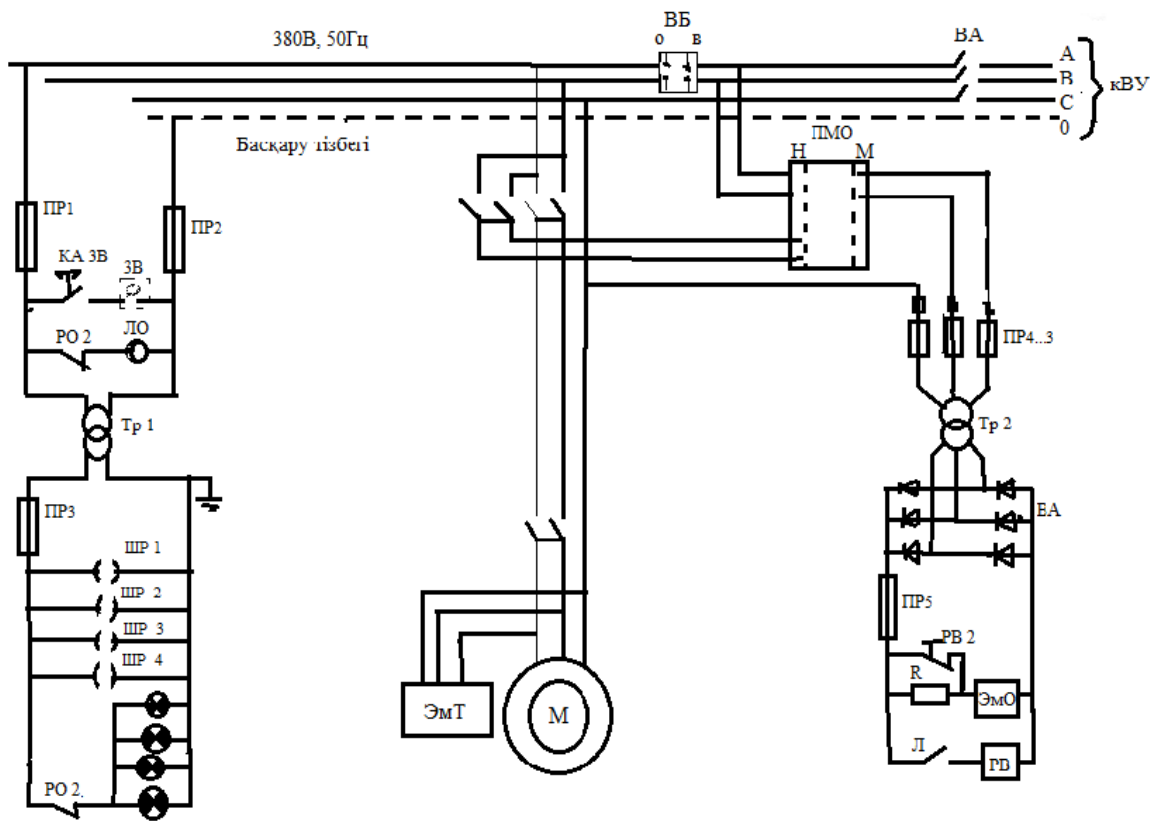 380В, 50Гц
ВБ
о в
ВА
А
В
С
0
кВУ
Басқару тізбегі
ПМО
Н М
ПР1
ПР2
КА ЗВ
ЗВ
РО 2
ЛО
ПР4...3
Тр 1
Тр 2
ПР3
ШР 1
ШР 2
ШР 3
ШР 4
РО 2.
ЭмТ
М
ПР5
РВ 2
R
ЭмО
Л
РВ